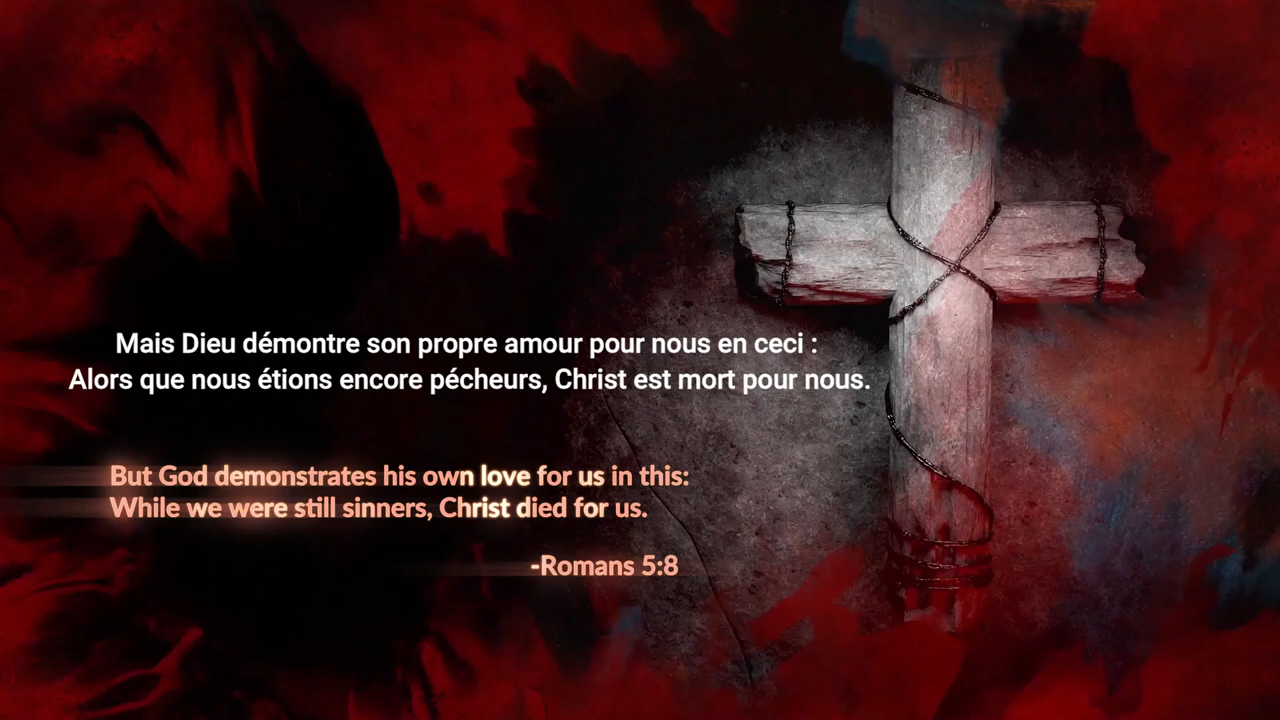 Mais Dieu démontre son propre amour pour nous en ceci :
Alors que nous étions encore pécheurs, Christ est mort pour nous.
But God demonstrates his own love for us in this:
While we were still sinners, Christ died for us.
-Romans 5:8